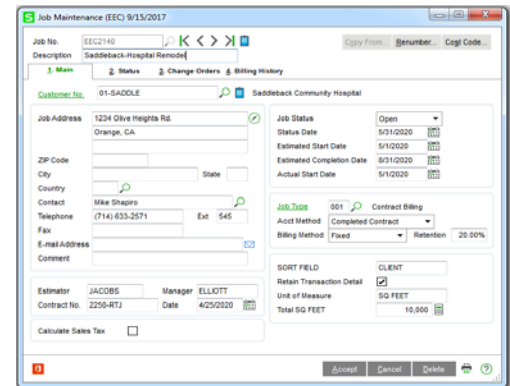 Job Maintenance (EEC) 9/15/2017
Job No. EEC2140 Copy From... Renumber... Cost Code...
Description Saddleback-Hospital Remodel
1. Main 2. Status 3. Change Orders 4. Billing History
Customer No. 01-SADDLE Saddleback Community Hospital
Job Address 1234 Olive Heights Rd.
Orange, CA
ZIP Code
City State
Country
Contact Mike Shapiro
Telephone (714) 633-2571 Ext 545
Fax
E-mail Address
Comment
Estimator JACOBS Manager ELLIOTT
Contract No. 2250-RTJ Date 4/25/2020
Calculate Sales Tax
Job Status Open
Status Date 5/31/2020
Estimated Start Date 5/1/2020
Estimated Completion Date 8/31/2020
Actual Start Date 5/1/2020
Job Type 001 Contract Billing
Acct Method Completed Contract
Billing Method Fixed Retention 20.00%
SORT FIELD CLIENT
Retain Transaction Detail
Unit of Measure SQ FEET
Total SQ FEET 10,000
Accept Cancel Delete